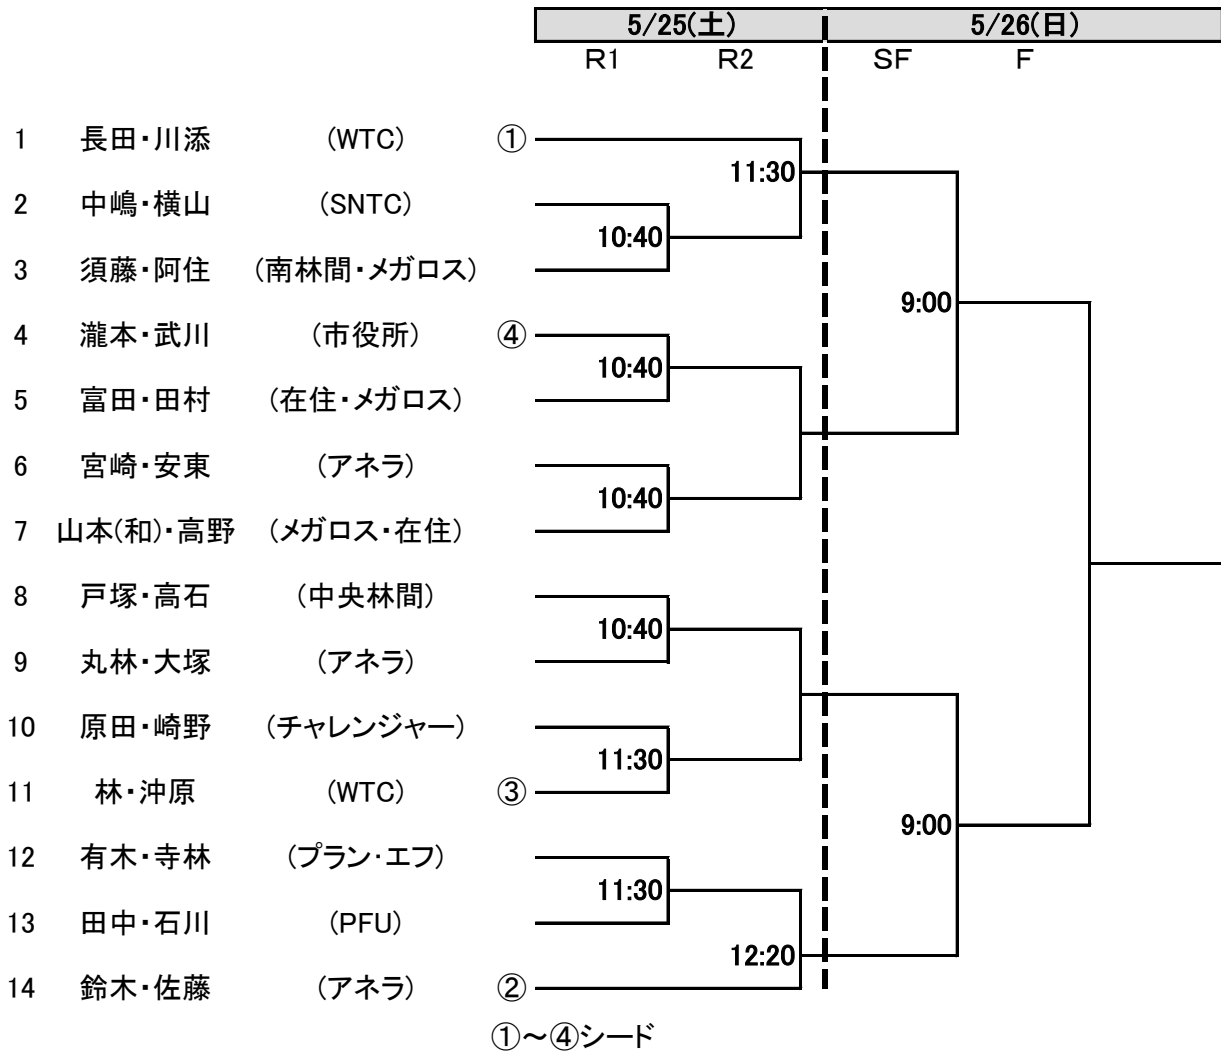 5/25(土) 5/26(日)
R1 R2 SF F
1 長田・川添 (WTC) ①
11:30
2 中嶋・横山 (SNTC)
10:40
3 須藤・阿住 (南林間・メガロス)
9:00
4 瀧本・武川 (市役所) ④
10:40
5 富田・田村 (在住・メガロス)
6 宮崎・安東 (アネラ)
10:40
7 山本(和)・高野 (メガロス・在住)
8 戸塚・高石 (中央林間)
10:40
9 丸林・大塚 (アネラ)
10 原田・崎野 (チャレンジャー)
11:30
11 林・沖原 (WTC) ③
9:00
12 有木・寺林 (プラン・エフ)
11:30
13 田中・石川 (PFU)
12:20
14 鈴木・佐藤 (アネラ) ②
①～④シード